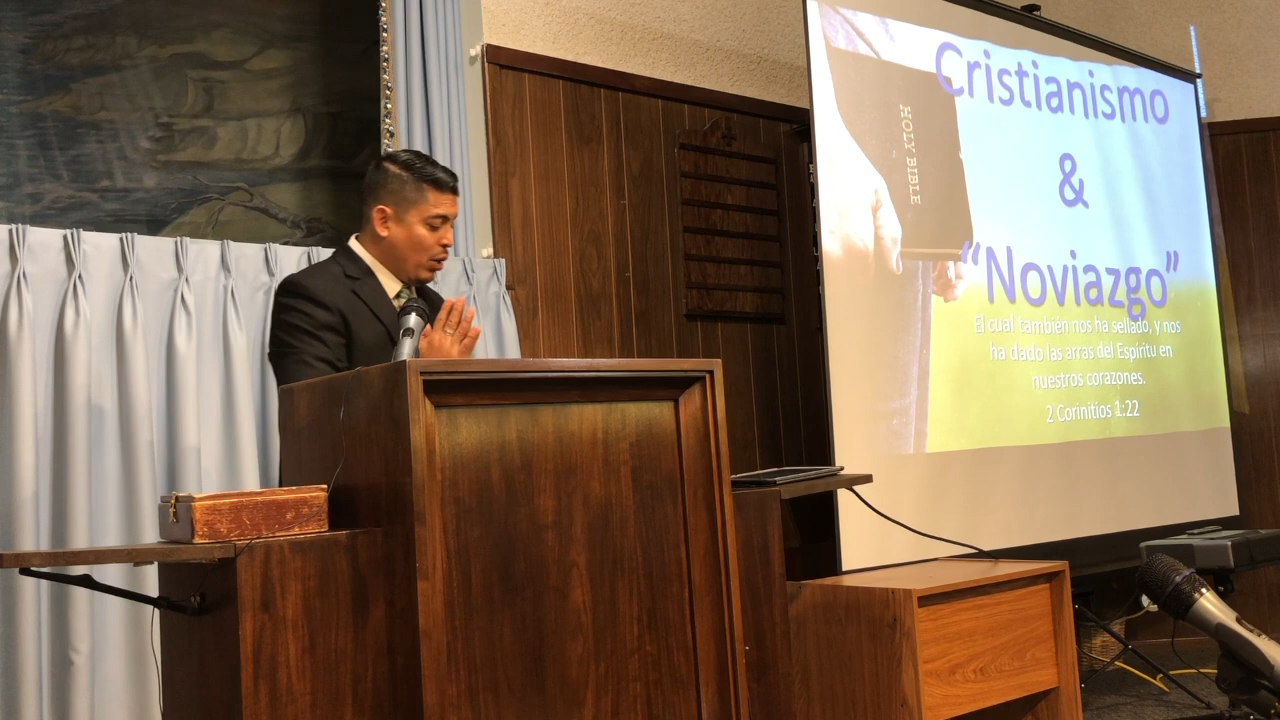 HOLY BIBLE
Cristianismo
&
“Noviazgo”
El cual también nos ha sellado, y nos
ha dado las arras del Espíritu en
nuestros corazones.
2 Corinitios 1:22